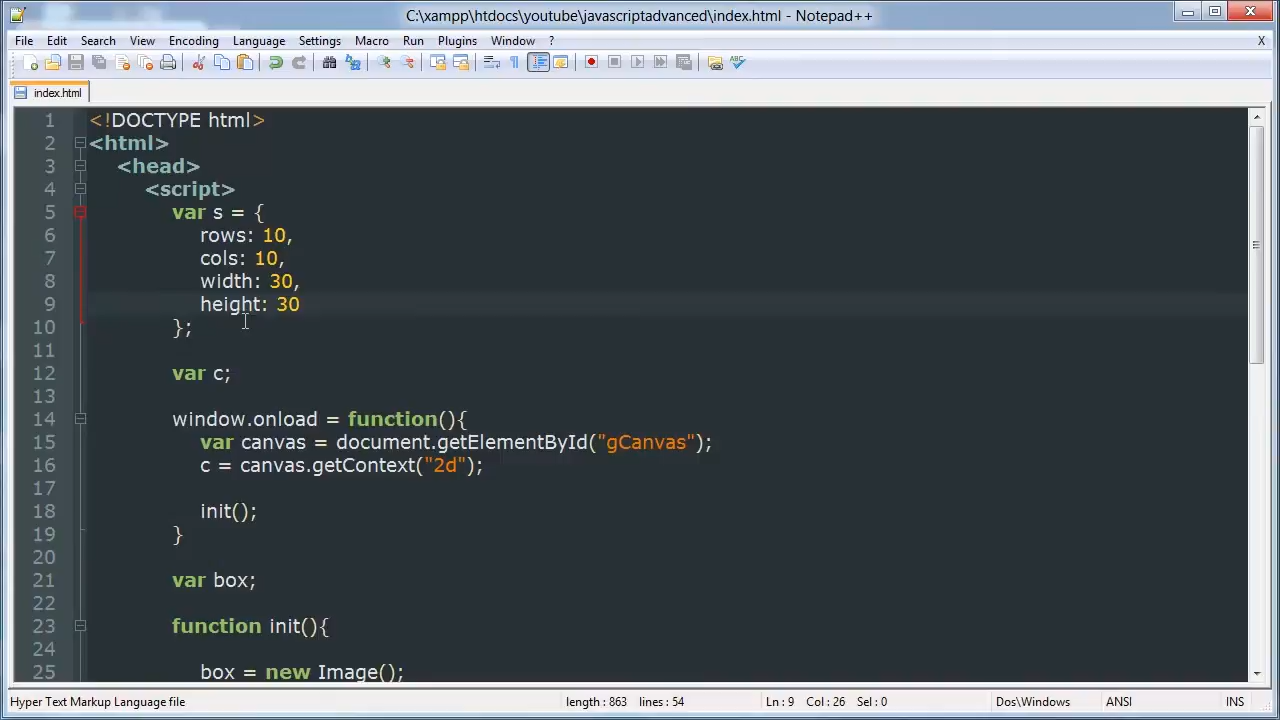 C:\xampp\htdocs\youtube\javascriptadvanced\index.html - Notepad++
File Edit Search View Encoding Language Settings Macro Run Plugins Window ? X
index.html
1 <!DOCTYPE html>
2 <html>
3 <head>
4 <script>
5 var s = {
6 rows: 10,
7 cols: 10,
8 width: 30,
9 height: 30
10 };
11
12 var c;
13
14 window.onload = function(){
15 var canvas = document.getElementById("gCanvas");
16 c = canvas.getContext("2d");
17
18 init();
19 }
20
21 var box;
22
23 function init(){
24
25 box = new Image();
Hyper Text Markup Language file length : 863 lines : 54 Ln : 9 Col : 26 Sel : 0 Dos\Windows ANSI INS